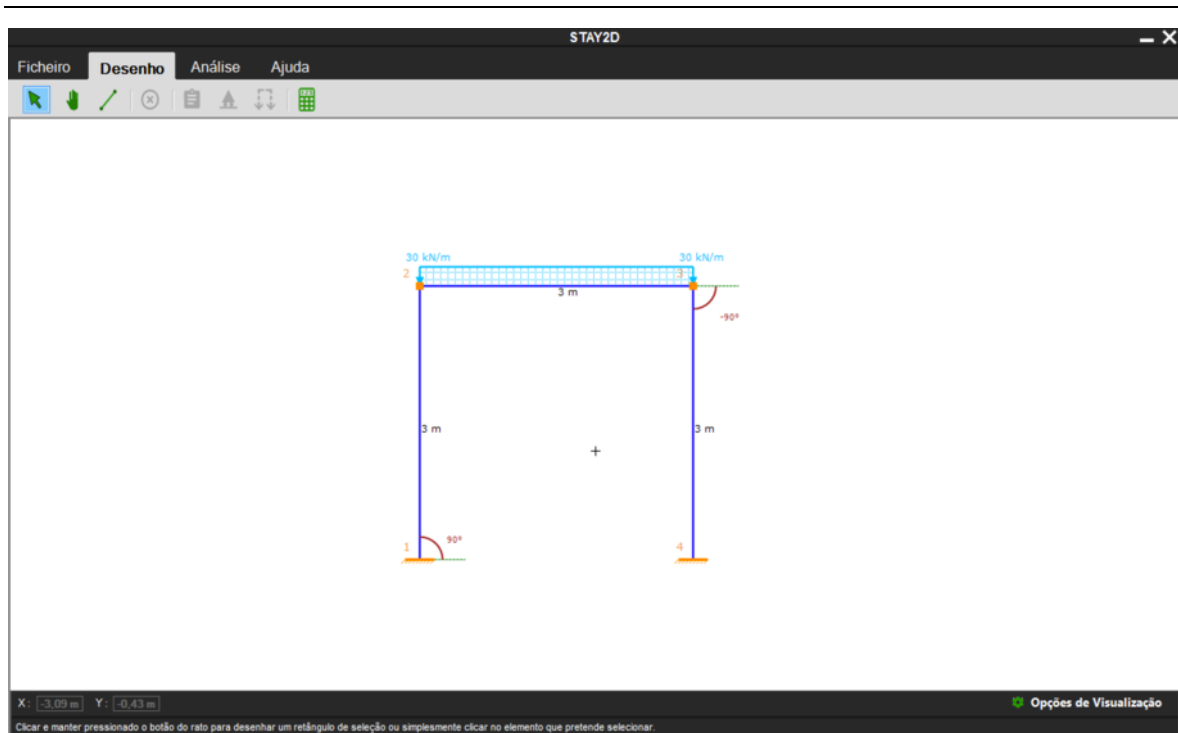 STAY2D
Ficheiro Desenho Análise Ajuda
30 kN/m 30 kN/m
2 3
3 m
-90°
3 m 3 m
1 90° 4
X: -3,09 m Y: -0,43 m Opções de Visualização
Clicar e manter pressionado o botão do rato para desenhar um retângulo de seleção ou simplesmente clicar no elemento que pretende selecionar.